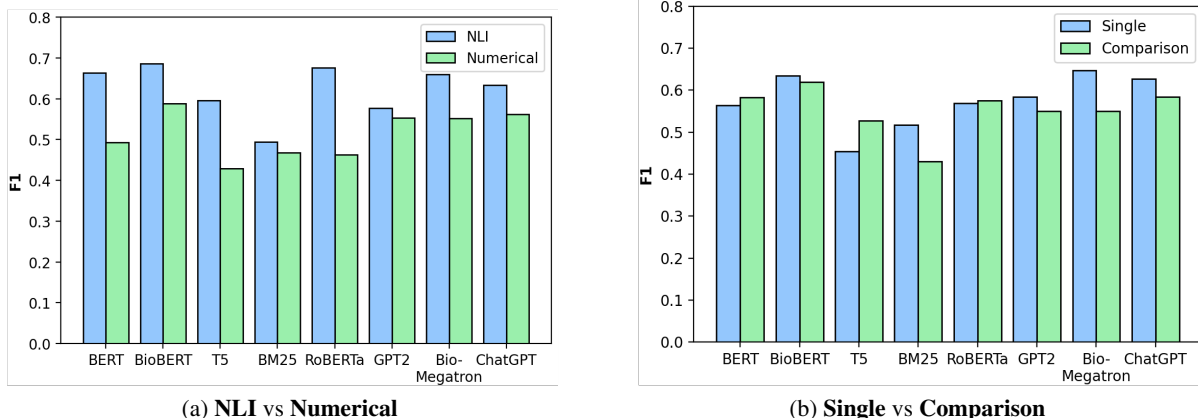 0.8
0.7
0.6
0.5
0.4
0.3
0.2
0.1
0.0
F1
NLI
Numerical
BERT BioBERT T5 BM25 RoBERTa GPT2 Bio- ChatGPT
Megatron
(a) NLI vs Numerical
0.8
0.7
0.6
0.5
0.4
0.3
0.2
0.1
0.0
F1
Single
Comparison
BERT BioBERT T5 BM25 RoBERTa GPT2 Bio- ChatGPT
Megatron
(b) Single vs Comparison